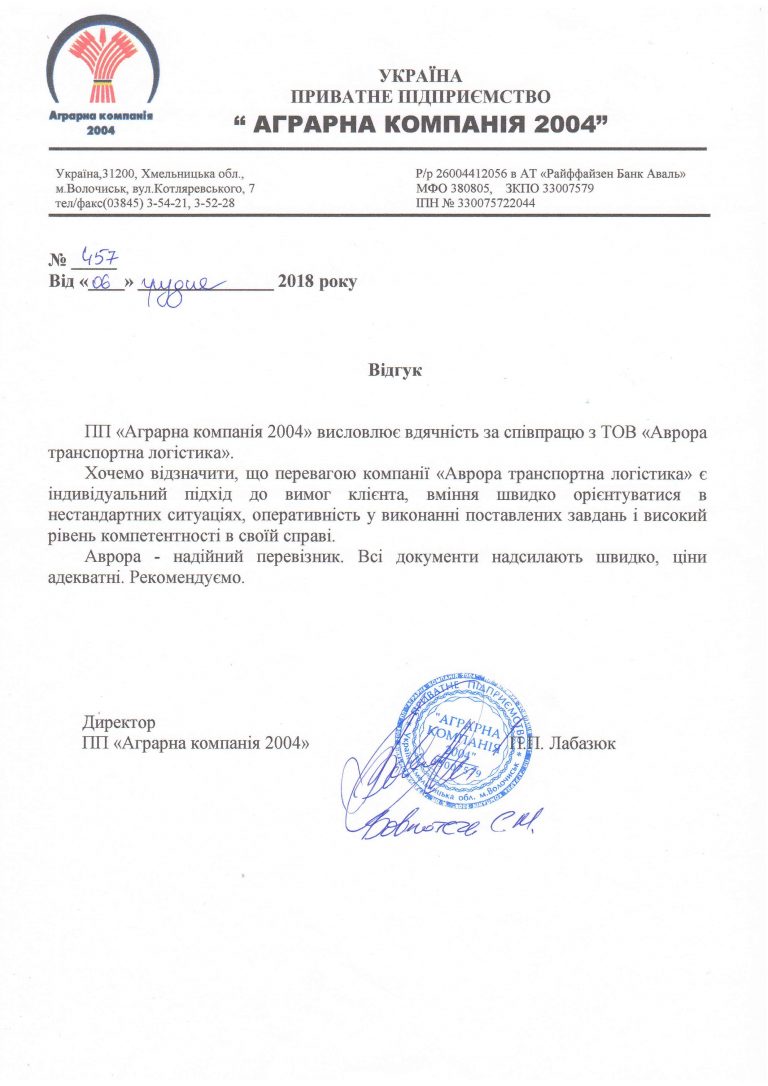 Аграрна компанія
2004
УКРАЇНА
ПРИВАТНЕ ПІДПРИЄМСТВО
“ АГРАРНА КОМПАНІЯ 2004”
Україна,31200, Хмельницька обл.,
м.Волочиськ, вул.Котляревського, 7
тел/факс(03845) 3-54-21, 3-52-28
Р/р 26004412056 в АТ «Райффайзен Банк Аваль»
МФО 380805, ЗКПО 33007579
ІПН № 330075722044
№ 457
Від «06» грудня 2018 року
Відгук
ПП «Аграрна компанія 2004» висловлює вдячність за співпрацю з ТОВ «Аврора
транспортна логістика».
Хочемо відзначити, що перевагою компанії «Аврора транспортна логістика» є
індивідуальний підхід до вимог клієнта, вміння швидко орієнтуватися в
нестандартних ситуаціях, оперативність у виконанні поставлених завдань і високий
рівень компетентності в своїй справі.
Аврора - надійний перевізник. Всі документи надсилають швидко, ціни
адекватні. Рекомендуємо.
Директор
ПП «Аграрна компанія 2004»
П.П. Лабазюк
ПРИВАТНЕ ПІДПРИЄМСТВО
"АГРАРНА
КОМПАНІЯ
2004"
обл. м.Волочиськ
С.М.